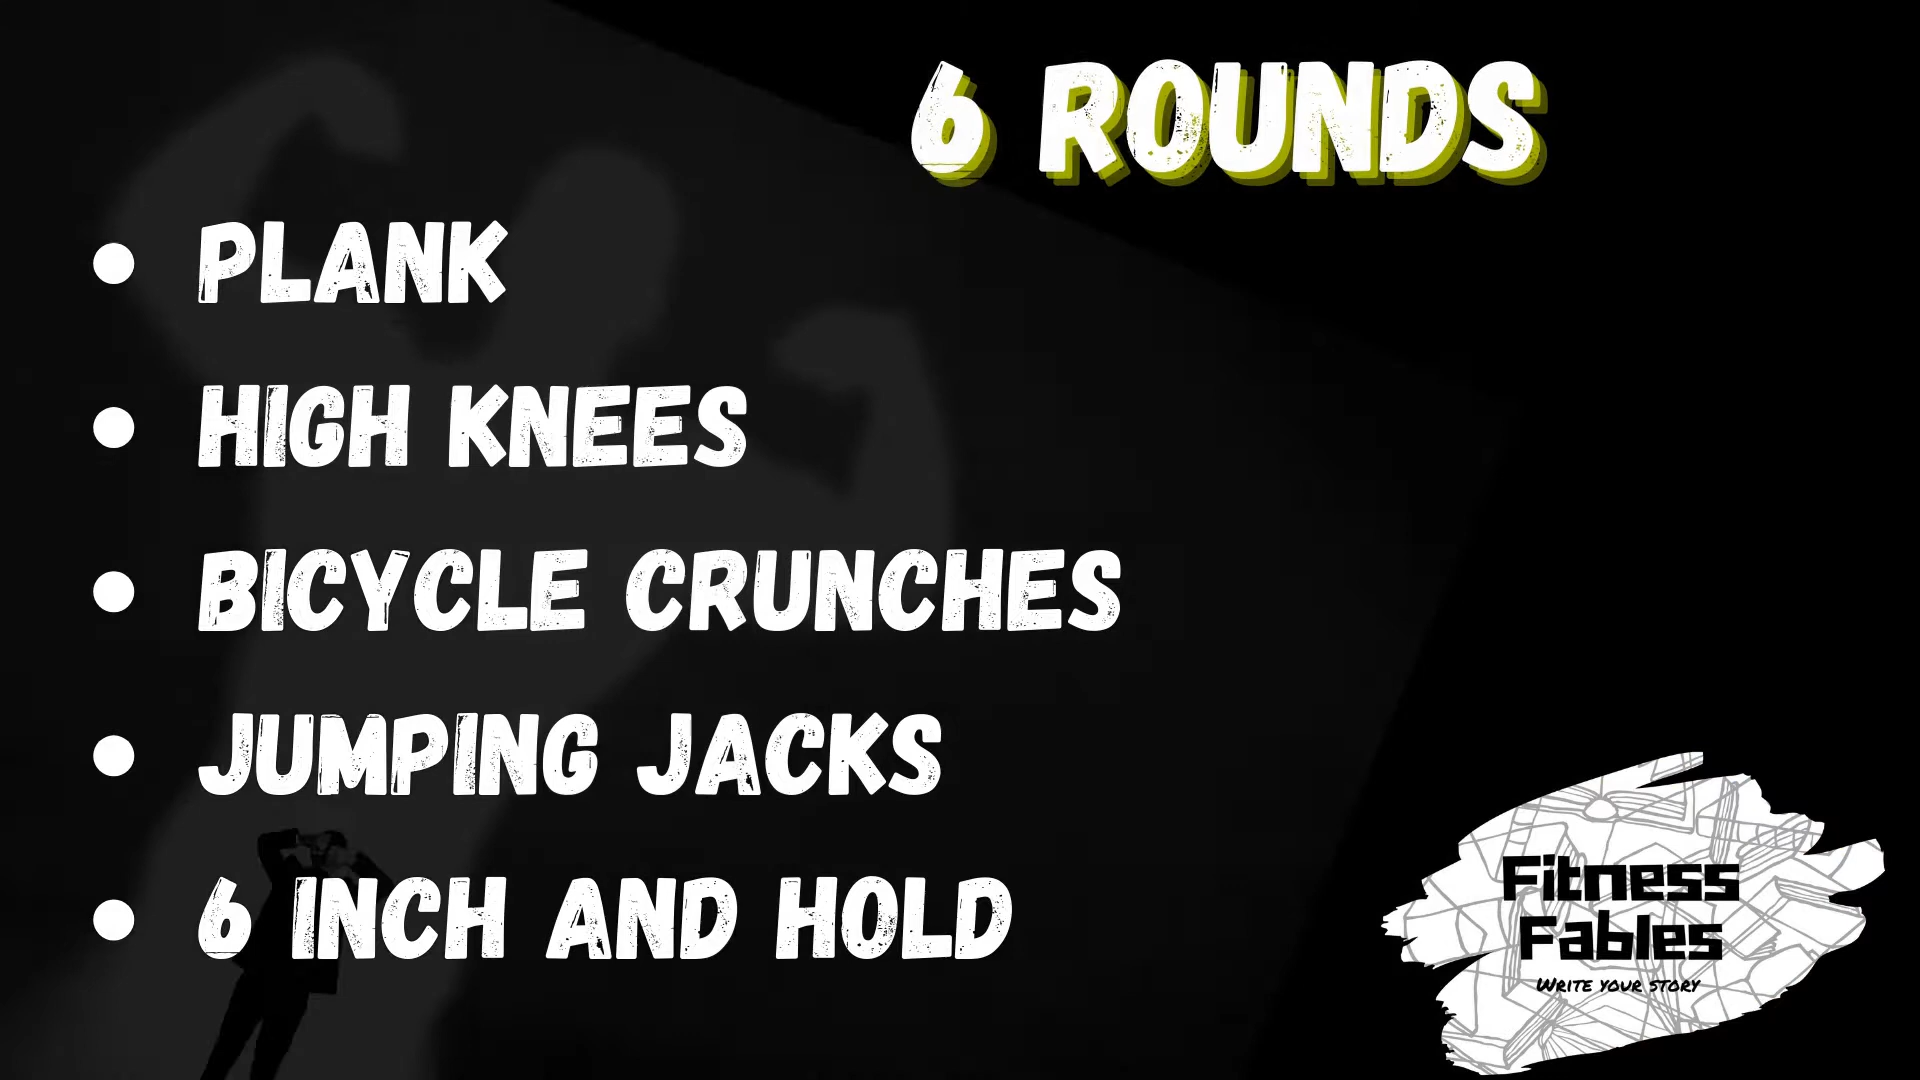 6 ROUNDS
• PLANK
• HIGH KNEES
• BICYCLE CRUNCHES
• JUMPING JACKS
• 6 INCH AND HOLD
Fitness
Fables
WRITE YOUR STORY